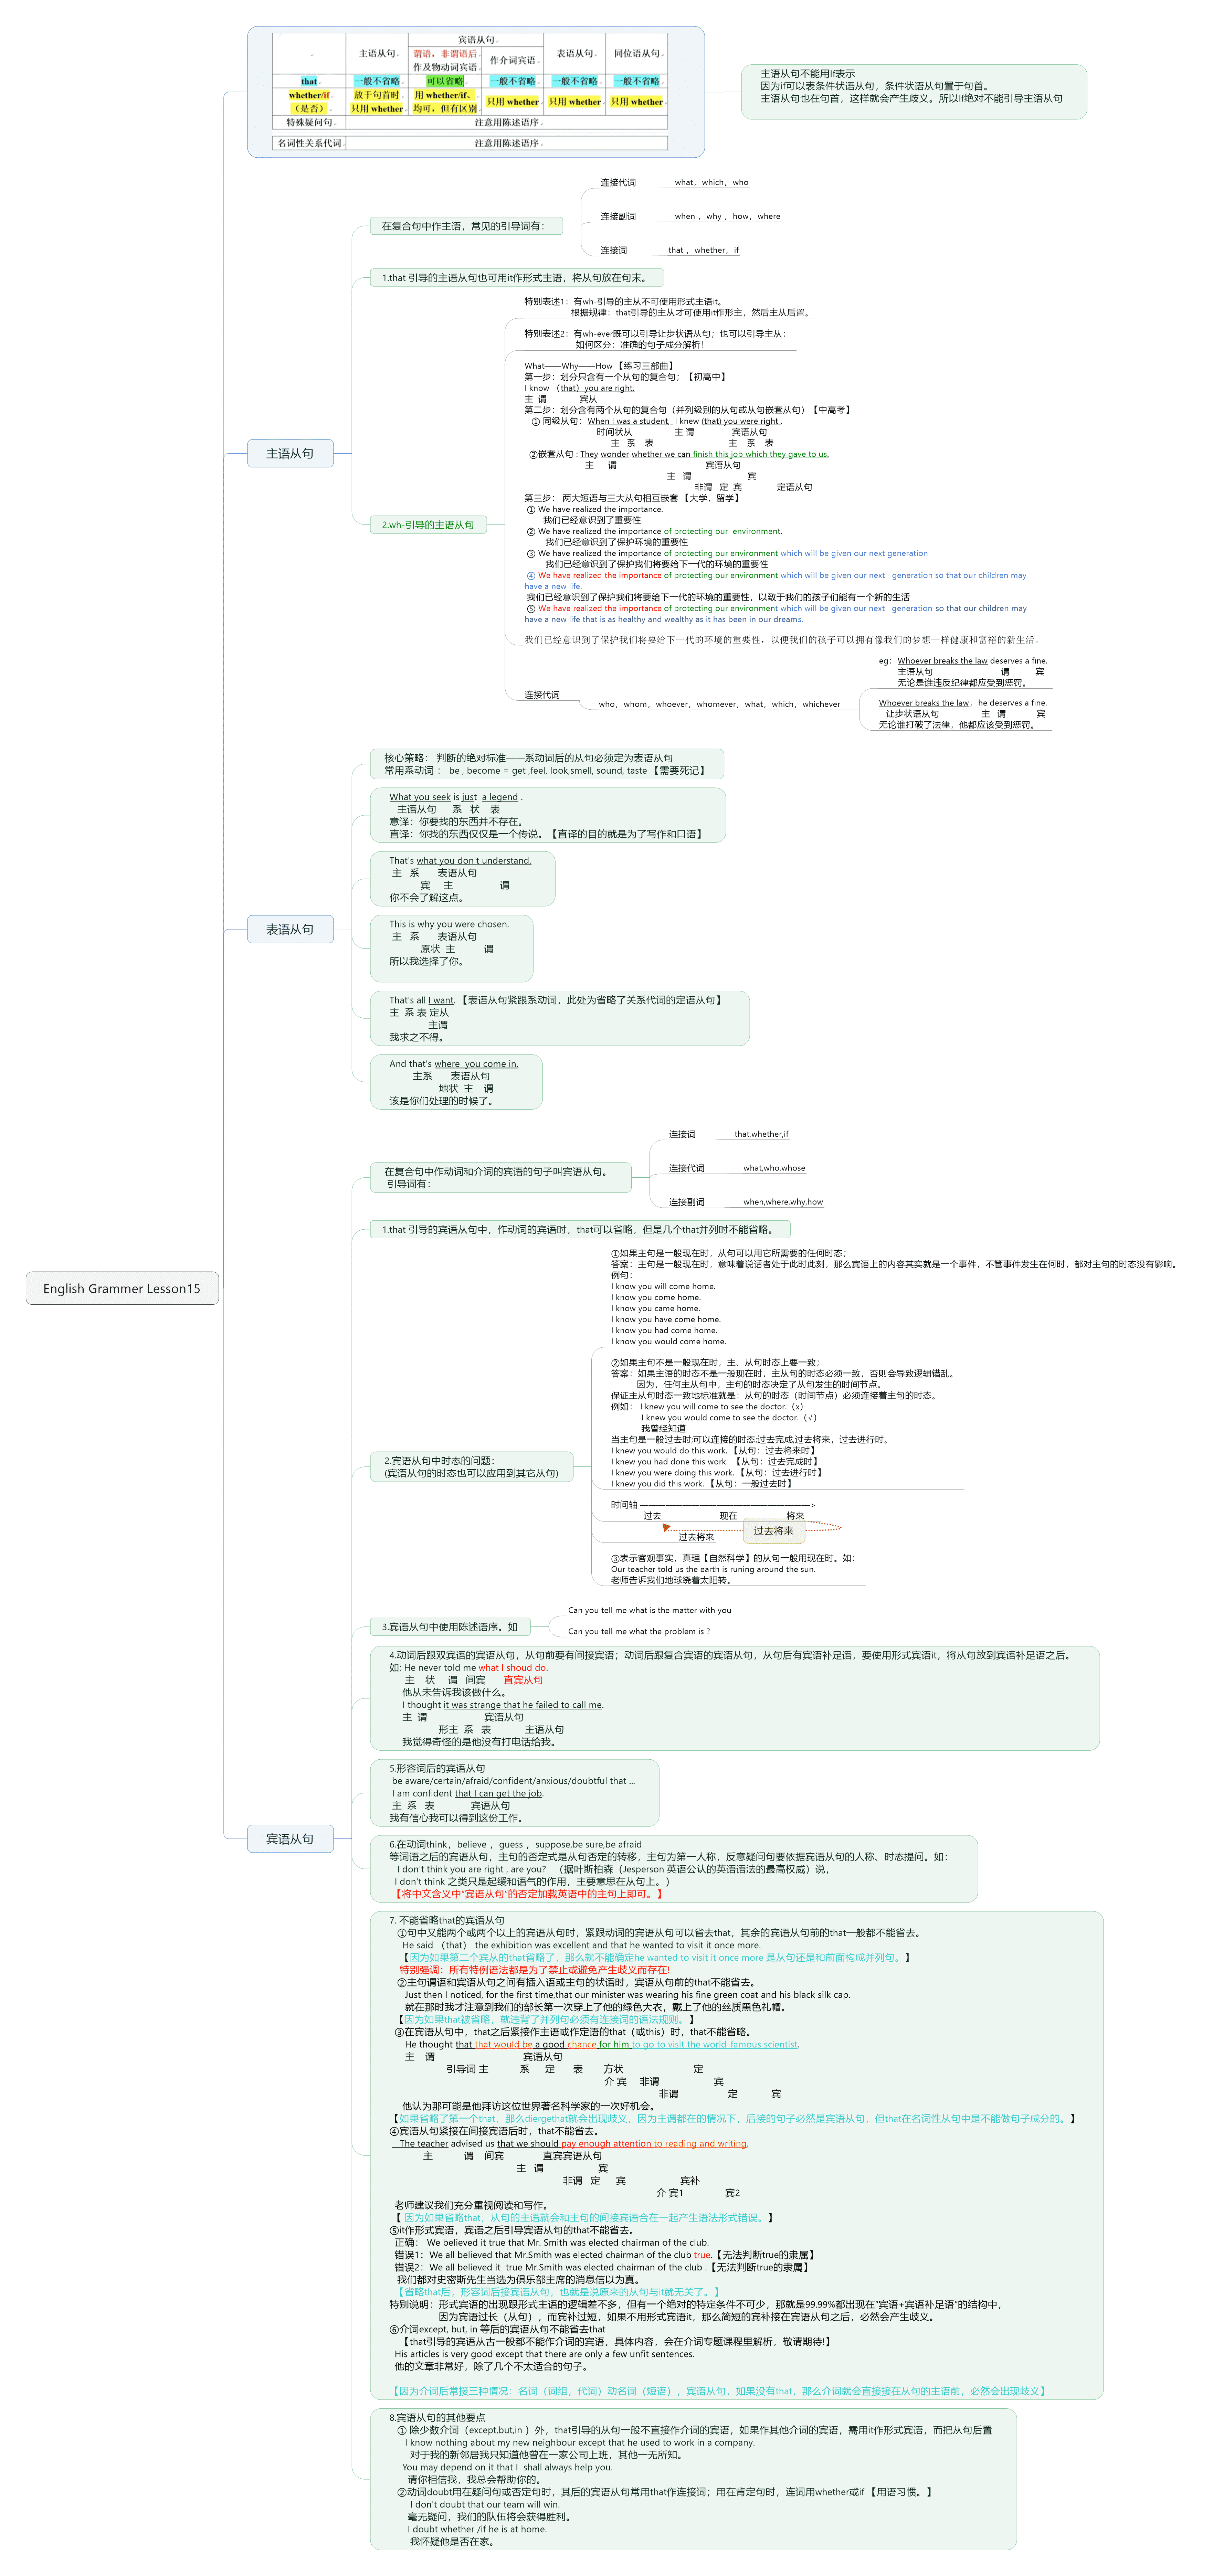 English Grammer Lesson15
主语从句
宾语从句
表语从句
同位语从句
谓语，非谓语后
作及物动词宾语
作介词宾语
that
一般不省略
可以省略
一般不省略
一般不省略
一般不省略
whether/if
（是否）
放于句首时
只用 whether
用 whether/if、
均可，但有区别
只用 whether
只用 whether
只用 whether
特殊疑问句
注意用陈述语序
名词性关系代词
注意用陈述语序
主语从句不能用If表示
因为if可以表条件状语从句，条件状语从句置于句首。
主语从句也在句首，这样就会产生歧义。所以If绝对不能引导主语从句
主语从句
在复合句中作主语，常见的引导词有：
连接代词 what，which，who
连接副词 when ，why ，how，where
连接词 that ，whether，if
1.that 引导的主语从句也可用it作形式主语，将从句放在句末。
2.wh-引导的主语从句
特别表述1：有wh-引导的主从不可使用形式主语it。
根据规律：that引导的主从才可使用it作形主，然后主从后置。
特别表述2：有wh-ever既可以引导让步状语从句；也可以引导主从：
如何区分：准确的句子成分解析！
What——Why——How 【练习三部曲】
第一步：划分只含有一个从句的复合句；【初高中】
I know （that）you are right.
主 谓 宾从
第二步：划分含有两个从句的复合句（并列级别的从句或从句嵌套从句）【中高考】
① 同级从句：When I was a student, I knew (that) you were right .
时间状从 主 谓 宾语从句
主 系 表 主 系 表
②嵌套从句 : They wonder whether we can finish this job which they gave to us.
主 谓 宾语从句
主 谓 宾
非谓 定 宾 定语从句
第三步： 两大短语与三大从句相互嵌套 【大学，留学】
① We have realized the importance.
我们已经意识到了重要性
② We have realized the importance of protecting our environment.
我们已经意识到了保护环境的重要性
③ We have realized the importance of protecting our environment which will be given our next generation
我们已经意识到了保护我们将要给下一代的环境的重要性
④ We have realized the importance of protecting our environment which will be given our next generation so that our children may
have a new life.
我们已经意识到了保护我们将要给下一代的环境的重要性，以致于我们的孩子们能有一个新的生活
⑤ We have realized the importance of protecting our environment which will be given our next generation so that our children may
have a new life that is as healthy and wealthy as it has been in our dreams.
我们已经意识到了保护我们将要给下一代的环境的重要性，以便我们的孩子可以拥有像我们的梦想一样健康和富裕的新生活.
连接代词
who，whom，whoever，whomever，what，which，whichever
eg：Whoever breaks the law deserves a fine.
主语从句 谓 宾
无论是谁违反纪律都应受到惩罚。
Whoever breaks the law，he deserves a fine.
让步状语从句 主 谓 宾
无论谁打破了法律，他都应该受到惩罚。
表语从句
核心策略： 判断的绝对标准——系动词后的从句必须定为表语从句
常用系动词 ： be , become = get ,feel, look,smell, sound, taste 【需要死记】
What you seek is just a legend .
主语从句 系 状 表
意译：你要找的东西并不存在。
直译：你找的东西仅仅是一个传说。【直译的目的就是为了写作和口语】
That's what you don't understand.
主 系 表语从句
宾 主 谓
你不会了解这点。
This is why you were chosen.
主 系 表语从句
原状 主 谓
所以我选择了你。
That's all I want. 【表语从句紧跟系动词，此处为省略了关系代词的定语从句】
主 系 表 定从
主谓
我求之不得。
And that's where you come in.
主系 表语从句
地状 主 谓
该是你们处理的时候了。
宾语从句
在复合句中作动词和介词的宾语的句子叫宾语从句。
引导词有：
连接词 that,whether,if
连接代词 what,who,whose
连接副词 when,where,why,how
1.that 引导的宾语从句中，作动词的宾语时，that可以省略，但是几个that并列时不能省略。
2.宾语从句中时态的问题：
(宾语从句的时态也可以应用到其它从句)
①如果主句是一般现在时，从句可以用它所需要的任何时态；
答案：主句是一般现在时，意味着说话者处于此时此刻，那么宾语上的内容其实就是一个事件，不管事件发生在何时，都对主句的时态没有影响。
例句：
I know you will come home.
I know you come home.
I know you came home.
I know you have come home.
I know you had come home.
I know you would come home.
②如果主句不是一般现在时，主、从句时态上要一致；
答案：如果主语的时态不是一般现在时，主从句的时态必须一致，否则会导致逻辑错乱。
因为，任何主从句中，主句的时态决定了从句发生的时间节点。
保证主从句时态一致地标准就是：从句的时态（时间节点）必须连接着主句的时态。
例如： I knew you will come to see the doctor.（x）
I knew you would come to see the doctor.（√）
我曾经知道
当主句是一般过去时;可以连接的时态;过去完成,过去将来，过去进行时。
I knew you would do this work. 【从句：过去将来时】
I knew you had done this work. 【从句：过去完成时】
I knew you were doing this work. 【从句：过去进行时】
I knew you did this work. 【从句：一般过去时】
时间轴 ————————————————————>
过去 现在 将来
过去将来
过去将来
③表示客观事实，真理【自然科学】的从句一般用现在时。如：
Our teacher told us the earth is runing around the sun.
老师告诉我们地球绕着太阳转。
3.宾语从句中使用陈述语序。如
Can you tell me what is the matter with you
Can you tell me what the problem is ?
4.动词后跟双宾语的宾语从句，从句前要有间接宾语；动词后跟复合宾语的宾语从句，从句后有宾语补足语，要使用形式宾语it，将从句放到宾语补足语之后。
如: He never told me what I shoud do.
主 状 谓 间宾 直宾从句
他从未告诉我该做什么。
I thought it was strange that he failed to call me.
主 谓 宾语从句
形主 系 表 主语从句
我觉得奇怪的是他没有打电话给我。
5.形容词后的宾语从句
be aware/certain/afraid/confident/anxious/doubtful that ...
I am confident that I can get the job.
主 系 表 宾语从句
我有信心我可以得到这份工作。
6.在动词think，believe ，guess ，suppose,be sure,be afraid
等词语之后的宾语从句，主句的否定式是从句否定的转移，主句为第一人称，反意疑问句要依据宾语从句的人称、时态提问。如：
I don't think you are right , are you? （据叶斯柏森（Jesperson 英语公认的英语语法的最高权威）说，
I don't think 之类只是起缓和语气的作用，主要意思在从句上。）
【将中文含义中"宾语从句"的否定加载英语中的主句上即可。】
7. 不能省略that的宾语从句
①句中又能两个或两个以上的宾语从句时，紧跟动词的宾语从句可以省去that，其余的宾语从句前的that一般都不能省去。
He said （that） the exhibition was excellent and that he wanted to visit it once more.
【因为如果第二个宾从的that省略了，那么就不能确定he wanted to visit it once more 是从句还是和前面构成并列句。】
特别强调：所有特例语法都是为了禁止或避免产生歧义而存在!
②主句谓语和宾语从句之间有插入语或主句的状语时，宾语从句前的that不能省去。
Just then I noticed, for the first time,that our minister was wearing his fine green coat and his black silk cap.
就在那时我才注意到我们的部长第一次穿上了他的绿色大衣，戴上了他的丝质黑色礼帽。
【因为如果that被省略，就违背了并列句必须有连接词的语法规则。】
③在宾语从句中，that之后紧接作主语或作定语的that（或this）时，that不能省略。
He thought that that would be a good chance for him to go to visit the world-famous scientist.
主 谓 宾语从句
引导词 主 系 定 表 方状 定
介 宾 非谓 宾
非谓 定 宾
他认为那可能是他拜访这位世界著名科学家的一次好机会。
【如果省略了第一个that，那么diergethat就会出现歧义，因为主谓都在的情况下，后接的句子必然是宾语从句，但that在名词性从句中是不能做句子成分的。】
④宾语从句紧接在间接宾语后时，that不能省去。
The teacher advised us that we should pay enough attention to reading and writing.
主 谓 间宾 直宾宾语从句
主 谓 宾
非谓 定 宾 宾补
介 宾1 宾2
老师建议我们充分重视阅读和写作。
【 因为如果省略that，从句的主语就会和主句的间接宾语合在一起产生语法形式错误。】
⑤it作形式宾语，宾语之后引导宾语从句的that不能省去。
正确： We believed it true that Mr. Smith was elected chairman of the club.
错误1：We all believed that Mr.Smith was elected chairman of the club true.【无法判断true的隶属】
错误2：We all believed it true Mr.Smith was elected chairman of the club .【无法判断true的隶属】
我们都对史密斯先生当选为俱乐部主席的消息信以为真。
【省略that后，形容词后接宾语从句，也就是说原来的从句与it就无关了。】
特别说明：形式宾语的出现跟形式主语的逻辑差不多，但有一个绝对的特定条件不可少，那就是99.99%都出现在"宾语+宾语补足语"的结构中，
因为宾语过长（从句），而宾补过短，如果不用形式宾语it，那么简短的宾补接在宾语从句之后，必然会产生歧义。
⑥介词except, but, in 等后的宾语从句不能省去that
【that引导的宾语从古一般都不能作介词的宾语，具体内容，会在介词专题课程里解析，敬请期待!】
His articles is very good except that there are only a few unfit sentences.
他的文章非常好，除了几个不太适合的句子。
【因为介词后常接三种情况：名词（词组，代词）动名词（短语），宾语从句，如果没有that，那么介词就会直接接在从句的主语前，必然会出现歧义】
8.宾语从句的其他要点
① 除少数介词（except,but,in ）外，that引导的从句一般不直接作介词的宾语，如果作其他介词的宾语，需用it作形式宾语，而把从句后置
I know nothing about my new neighbour except that he used to work in a company.
对于我的新邻居我只知道他曾在一家公司上班，其他一无所知。
You may depend on it that I shall always help you.
请你相信我，我总会帮助你的。
②动词doubt用在疑问句或否定句时，其后的宾语从句常用that作连接词；用在肯定句时，连词用whether或if 【用语习惯。】
I don't doubt that our team will win.
毫无疑问，我们的队伍将会获得胜利。
I doubt whether /if he is at home.
我怀疑他是否在家。